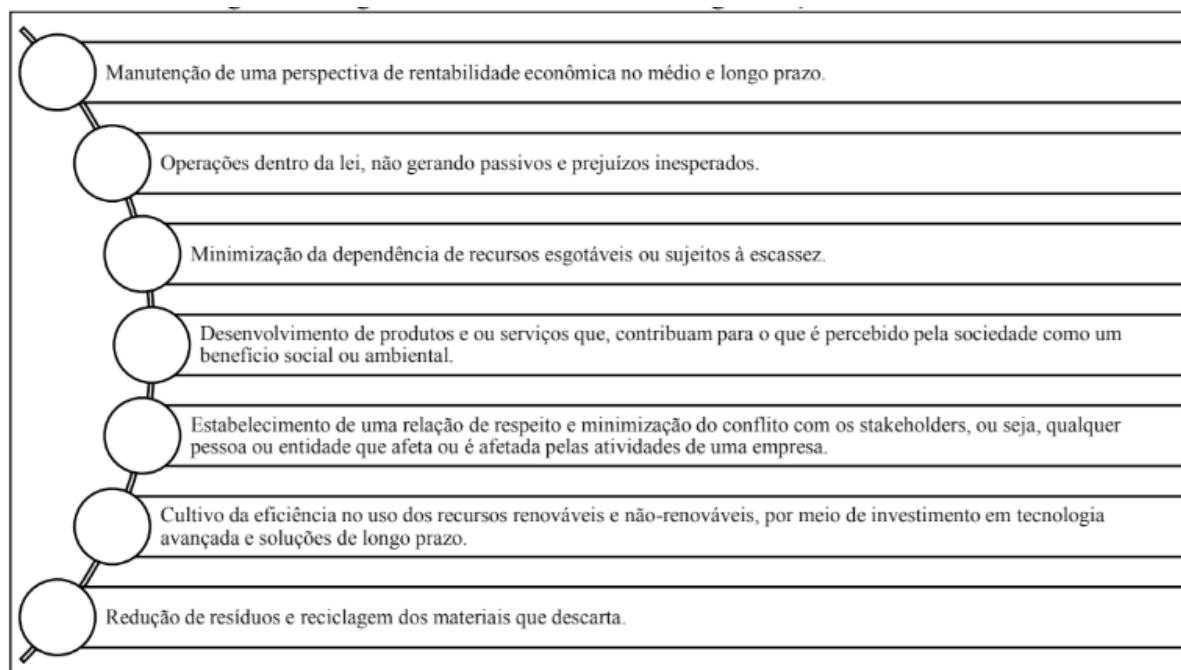 Manutenção de uma perspectiva de rentabilidade econômica no médio e longo prazo.
Operações dentro da lei, não gerando passivos e prejuízos inesperados.
Minimização da dependência de recursos esgotáveis ou sujeitos à escassez.
Desenvolvimento de produtos e ou serviços que, contribuam para o que é percebido pela sociedade como um
benefício social ou ambiental.
Estabelecimento de uma relação de respeito e minimização do conflito com os stakeholders, ou seja, qualquer
pessoa ou entidade que afeta ou é afetada pelas atividades de uma empresa.
Cultivo da eficiência no uso dos recursos renováveis e não-renováveis, por meio de investimento em tecnologia
avançada e soluções de longo prazo.
Redução de resíduos e reciclagem dos materiais que descarta.